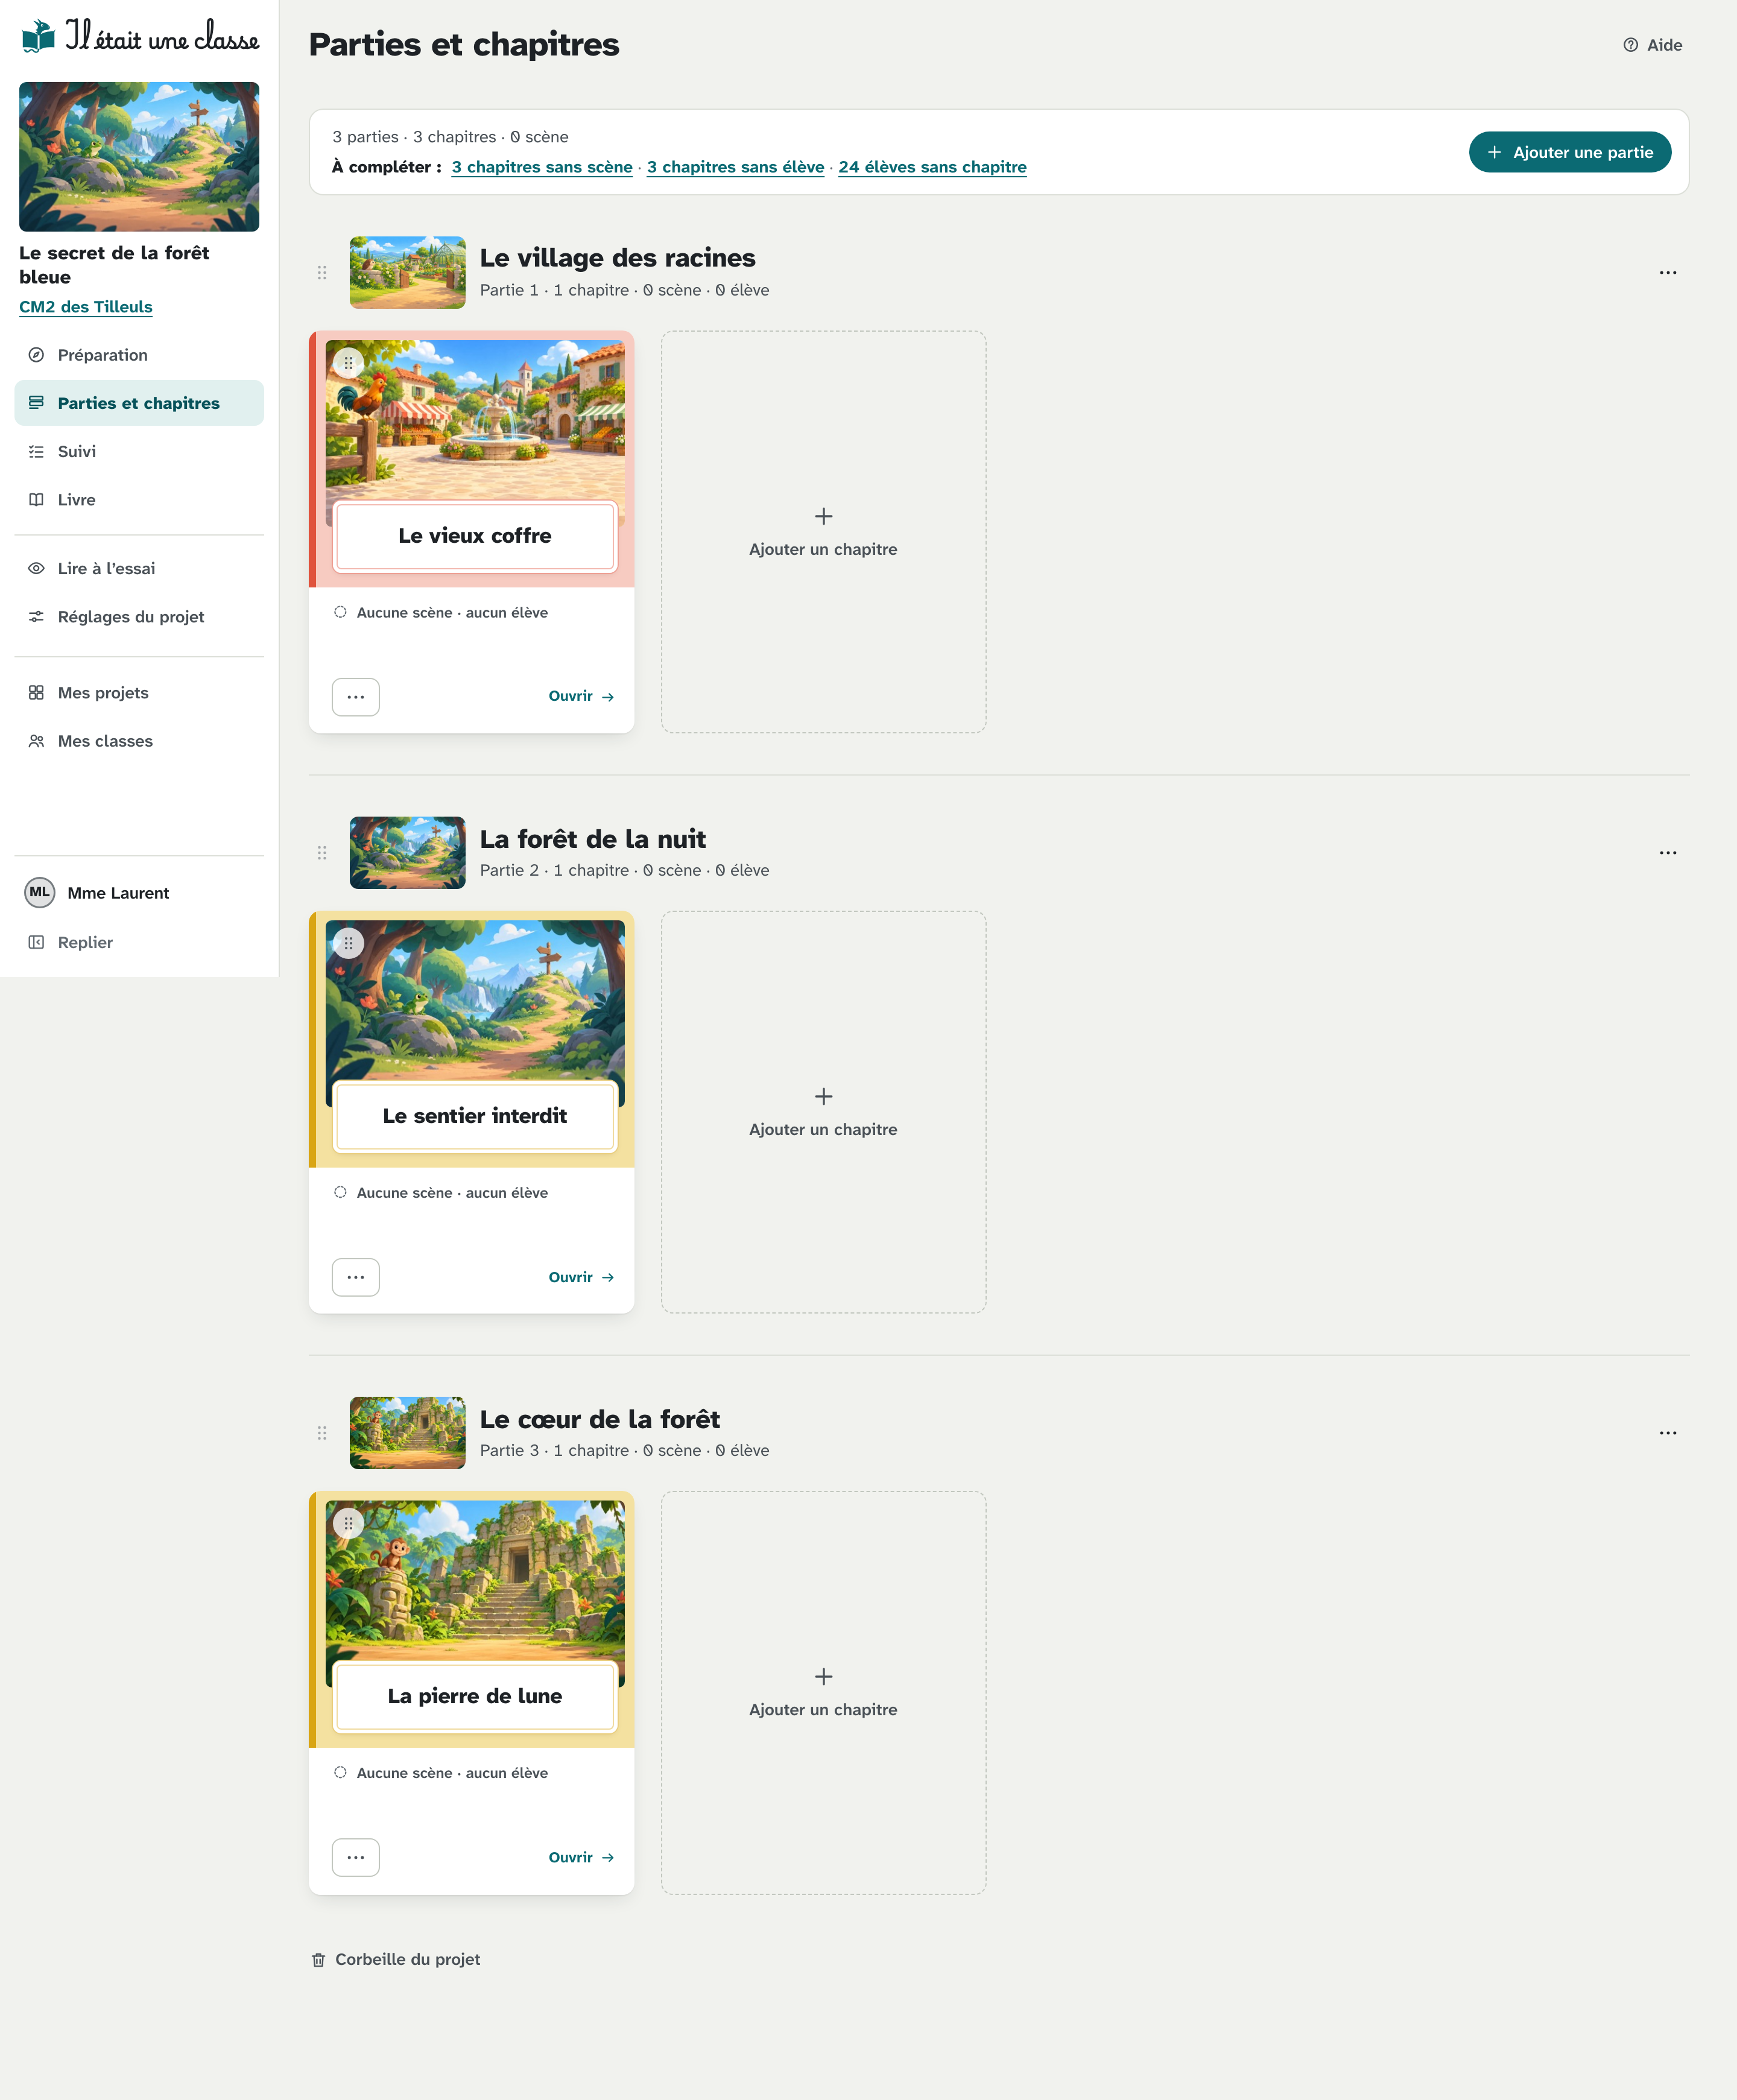 Il était une classe
Le secret de la forêt
bleue
CM2 des Tilleuls
Préparation
Parties et chapitres
Suivi
Livre
Lire à l’essai
Réglages du projet
Mes projets
Mes classes
ML Mme Laurent
Replier
Parties et chapitres
Aide
3 parties · 3 chapitres · 0 scène
À compléter : 3 chapitres sans scène · 3 chapitres sans élève · 24 élèves sans chapitre
Ajouter une partie
Le village des racines
Partie 1 · 1 chapitre · 0 scène · 0 élève
Le vieux coffre
Aucune scène · aucun élève
Ouvrir
Ajouter un chapitre
La forêt de la nuit
Partie 2 · 1 chapitre · 0 scène · 0 élève
Le sentier interdit
Aucune scène · aucun élève
Ouvrir
Ajouter un chapitre
Le cœur de la forêt
Partie 3 · 1 chapitre · 0 scène · 0 élève
La pierre de lune
Aucune scène · aucun élève
Ouvrir
Ajouter un chapitre
Corbeille du projet